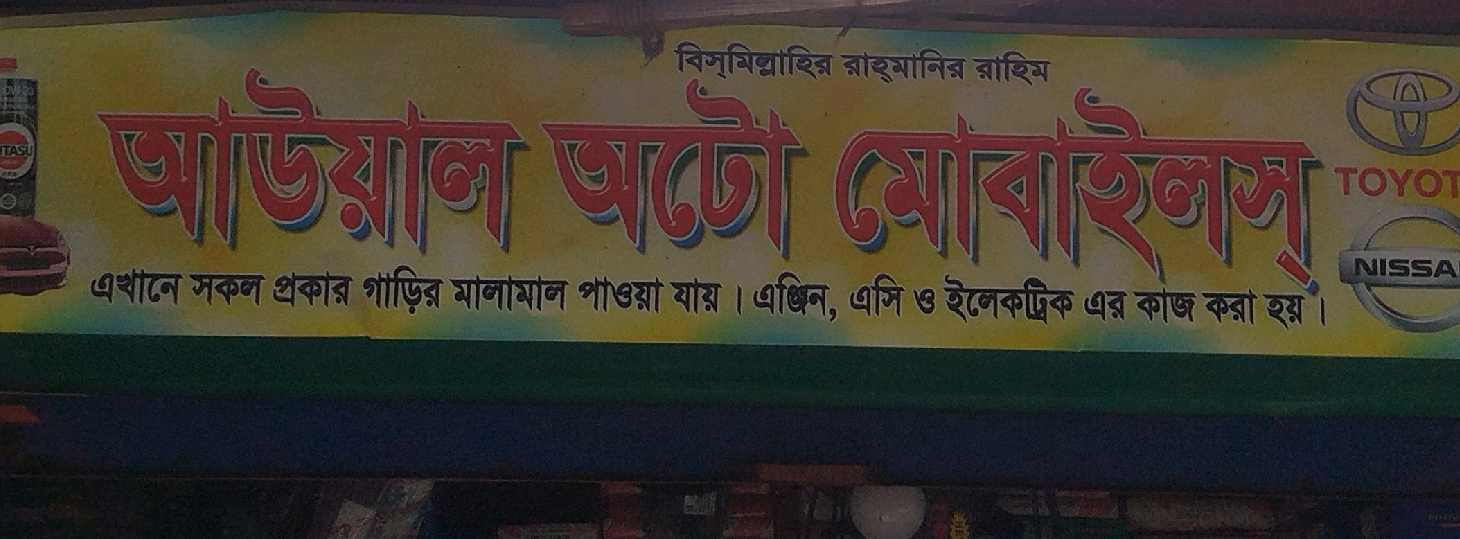 বিস্‌মিল্লাহির রাহ্‌মানির রাহিম
আউয়াল অটো মোবাইলস্
এখানে সকল প্রকার গাড়ির মালামাল পাওয়া যায় । এঞ্জিন, এসি ও ইলেকট্রিক এর কাজ করা হয় ।
TOYOT
NISSA